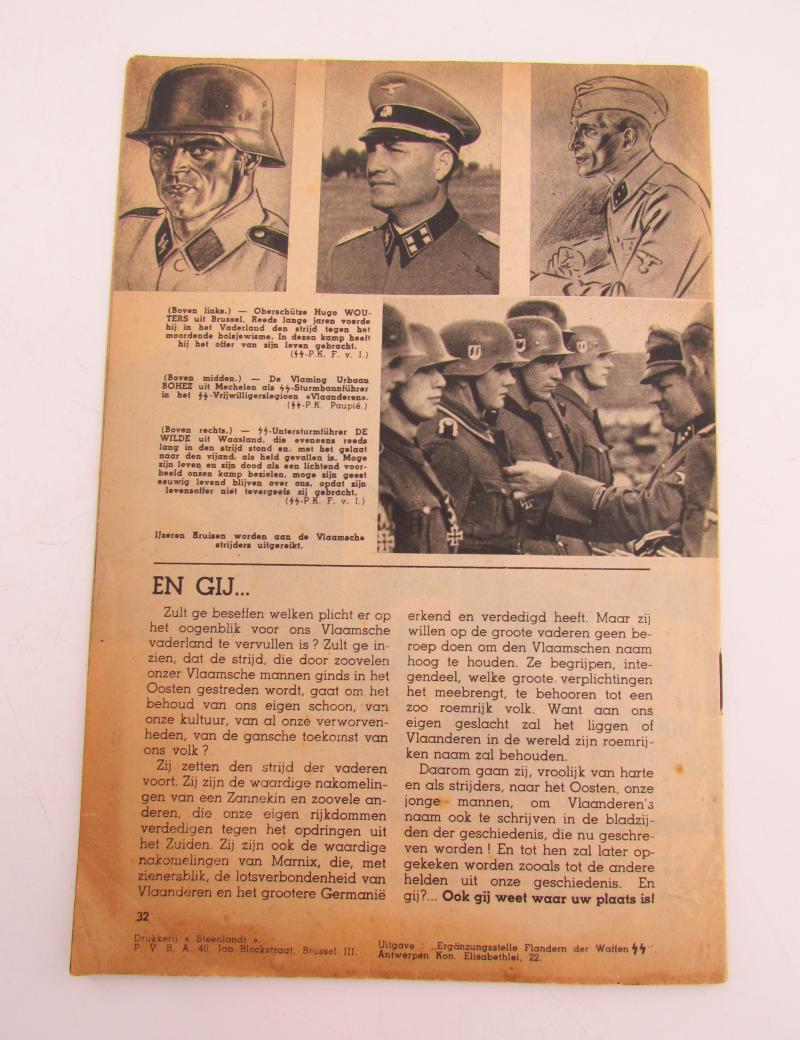 (Boven links.) — Oberschütze Hugo WOU-
TERS uit Brussel. Reeds lange jaren voerde
hij in het Vaderland den strijd tegen het
moordende bolsjewisme. In dezen kamp heeft
hij het offer van zijn leven gebracht.
(ᛋᛋ-P.K. F. v. I.)
(Boven midden.) — De Vlaming Urbaan
BOHEZ uit Mechelen als ᛋᛋ-Sturmbannführer
in het ᛋᛋ-Vrijwilligerslegioen «Vlaanderen».
(ᛋᛋ-P.K. Paupié.)
(Boven rechts.) — ᛋᛋ-Untersturmführer DE
WILDE uit Waasland, die eveneens reeds
lang in den strijd stond en, met het gelaat
naar den vijand, als held gevallen is. Moge
zijn leven en zijn dood als een lichtend voor-
beeld onzen kamp bezielen, moge zijn geest
eeuwig levend blijven over ons, opdat zijn
levensoffer niet tevergeefs zij gebracht.
(ᛋᛋ-P.K. F. v. I.)
IJzeren Kruisen worden aan de Vlaamsche
strijders uitgereikt.
EN GIJ...
Zult ge beseffen welken plicht er op
het oogenblik voor ons Vlaamsche
vaderland te vervullen is? Zult ge in-
zien, dat de strijd, die door zoovelen
onzer Vlaamsche mannen ginds in het
Oosten gestreden wordt, gaat om het
behoud van ons eigen schoon, van
onze kultuur, van al onze verworven-
heden, van de gansche toekomst van
ons volk?
Zij zetten den strijd der vaderen
voort. Zij zijn de waardige nakomelin-
gen van een Zannekin en zoovele an-
deren, die onze eigen rijkdommen
verdedigen tegen het opdringen uit
het Zuiden. Zij zijn ook de waardige
nakomelingen van Marnix, die, met
zienersblik, de lotsverbondenheid van
Vlaanderen en het grootere Germanië
erkend en verdedigd heeft. Maar zij
willen op de groote vaderen geen be-
roep doen om den Vlaamschen naam
hoog te houden. Ze begrijpen, inte-
gendeel, welke groote verplichtingen
het meebrengt, te behooren tot een
zoo roemrijk volk. Want aan ons
eigen geslacht zal het liggen of
Vlaanderen in de wereld zijn roemrij-
ken naam zal behouden.
Daarom gaan zij, vroolijk van harte
en als strijders, naar het Oosten, onze
jonge mannen, om Vlaanderen's
naam ook te schrijven in de bladzij-
den der geschiedenis, die nu geschre-
ven worden! En tot hen zal later op-
gekeken worden zooals tot de andere
helden uit onze geschiedenis. En
gij?... Ook gij weet waar uw plaats is!
32
Drukkerij « Steenlandt ».
P. V. B. A. 40, Jan Blockstraat, Brussel III.
Uitgave : „Ergänzungsstelle Flandern der Waffen ᛋᛋ".
Antwerpen Kon. Elisabethlei, 22.